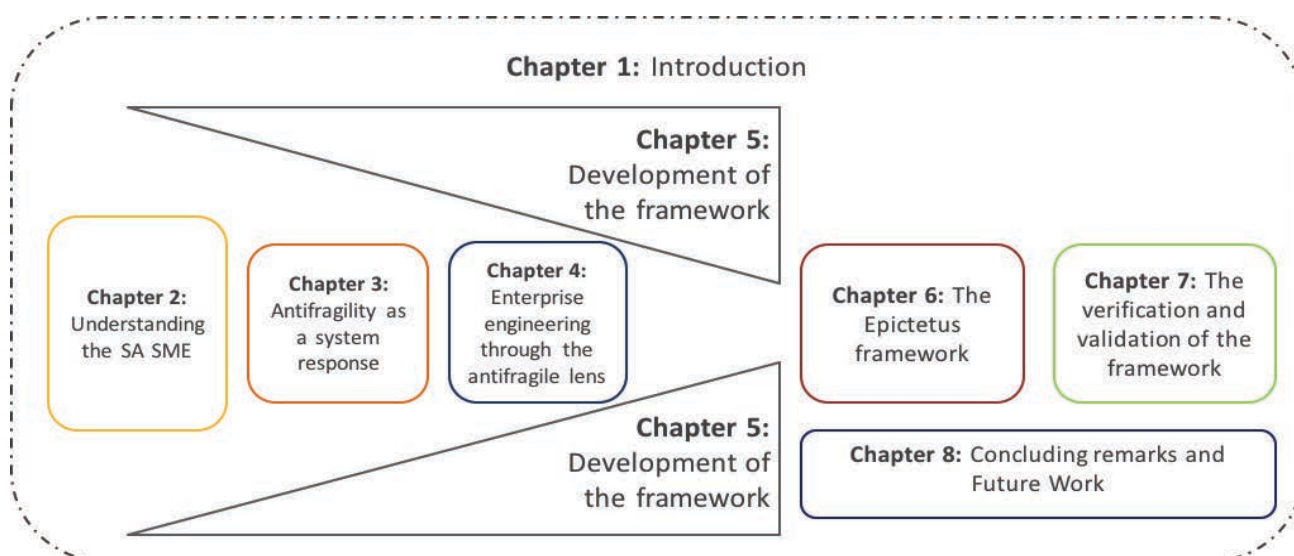 Chapter 1: Introduction
Chapter 5:
Development of
the framework
Chapter 2:
Understanding
the SA SME
Chapter 3:
Antifragility as
a system
response
Chapter 4:
Enterprise
engineering
through the
antifragile lens
Chapter 5:
Development of
the framework
Chapter 6: The
Epictetus
framework
Chapter 7: The
verification and
validation of the
framework
Chapter 8: Concluding remarks and
Future Work